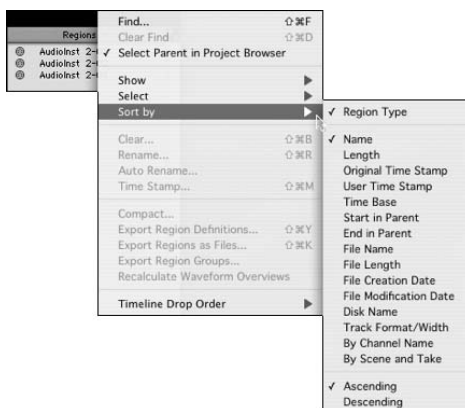 Regions
AudioInst 2-
AudioInst 2-
AudioInst 2-
Find... ⇧⌘F
Clear Find ⇧⌘D
✓ Select Parent in Project Browser
Show ▶
Select ▶
Sort by ▶
Clear... ⇧⌘B
Rename... ⇧⌘R
Auto Rename...
Time Stamp... ⇧⌘M
Compact...
Export Region Definitions... ⇧⌘Y
Export Regions as Files... ⇧⌘K
Export Region Groups...
Recalculate Waveform Overviews
Timeline Drop Order ▶
✓ Region Type
✓ Name
Length
Original Time Stamp
User Time Stamp
Time Base
Start in Parent
End in Parent
File Name
File Length
File Creation Date
File Modification Date
Disk Name
Track Format/Width
By Channel Name
By Scene and Take
✓ Ascending
Descending